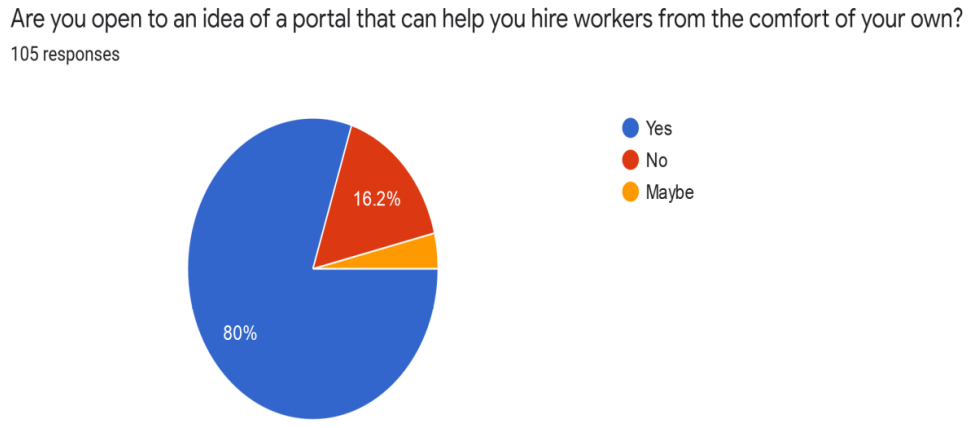 Are you open to an idea of a portal that can help you hire workers from the comfort of your own?
105 responses
Yes
No
Maybe
16.2%
80%